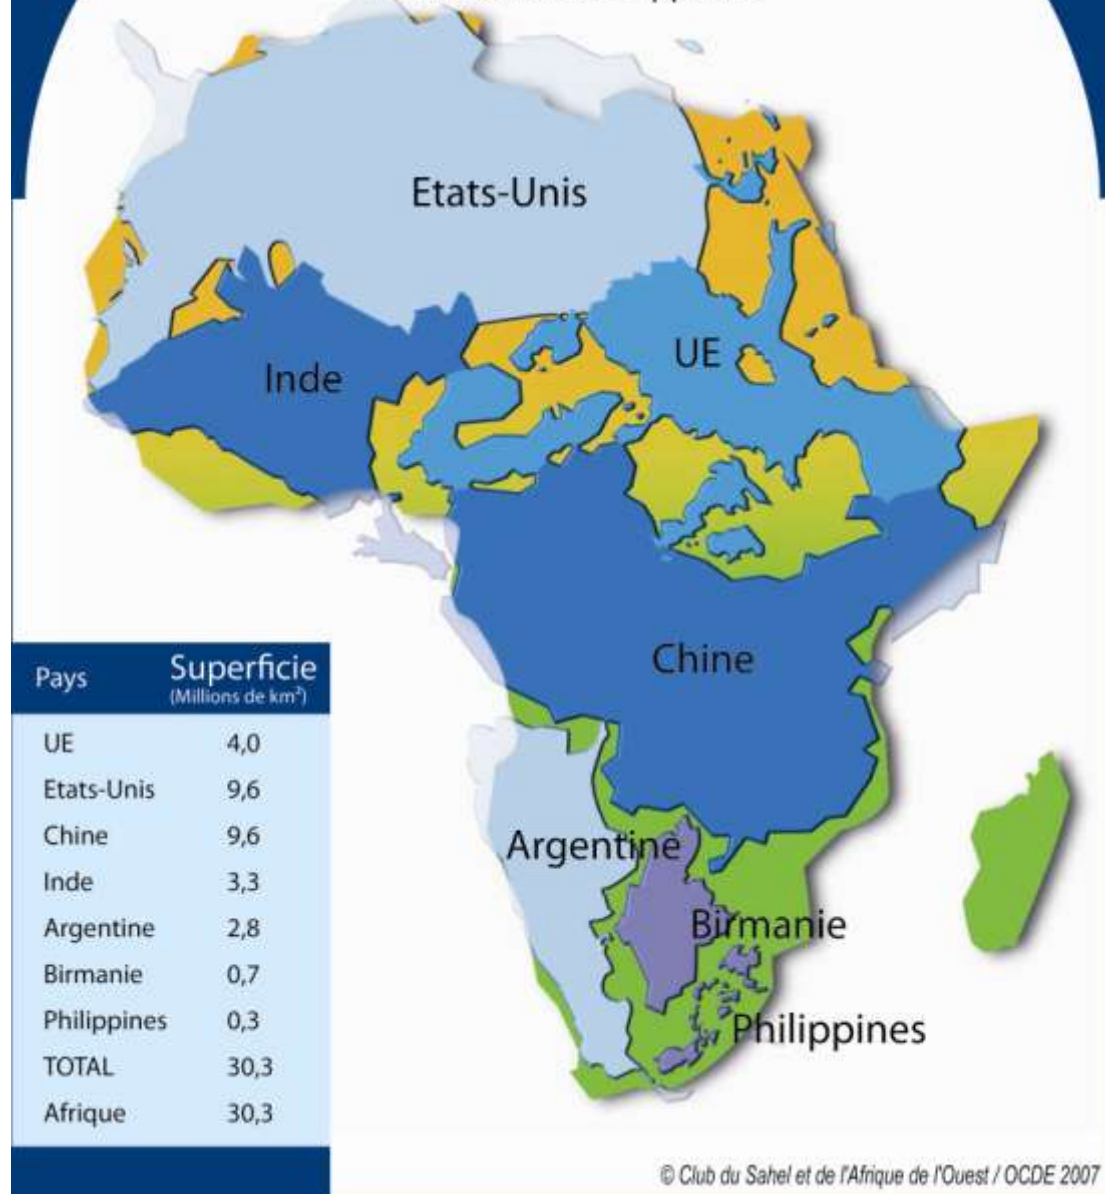 Etats-Unis
Inde
UE
Chine
Argentine
Birmanie
Philippines
Pays Superficie
(Millions de km²)
UE 4,0
Etats-Unis 9,6
Chine 9,6
Inde 3,3
Argentine 2,8
Birmanie 0,7
Philippines 0,3
TOTAL 30,3
Afrique 30,3
© Club du Sahel et de l'Afrique de l'Ouest / OCDE 2007